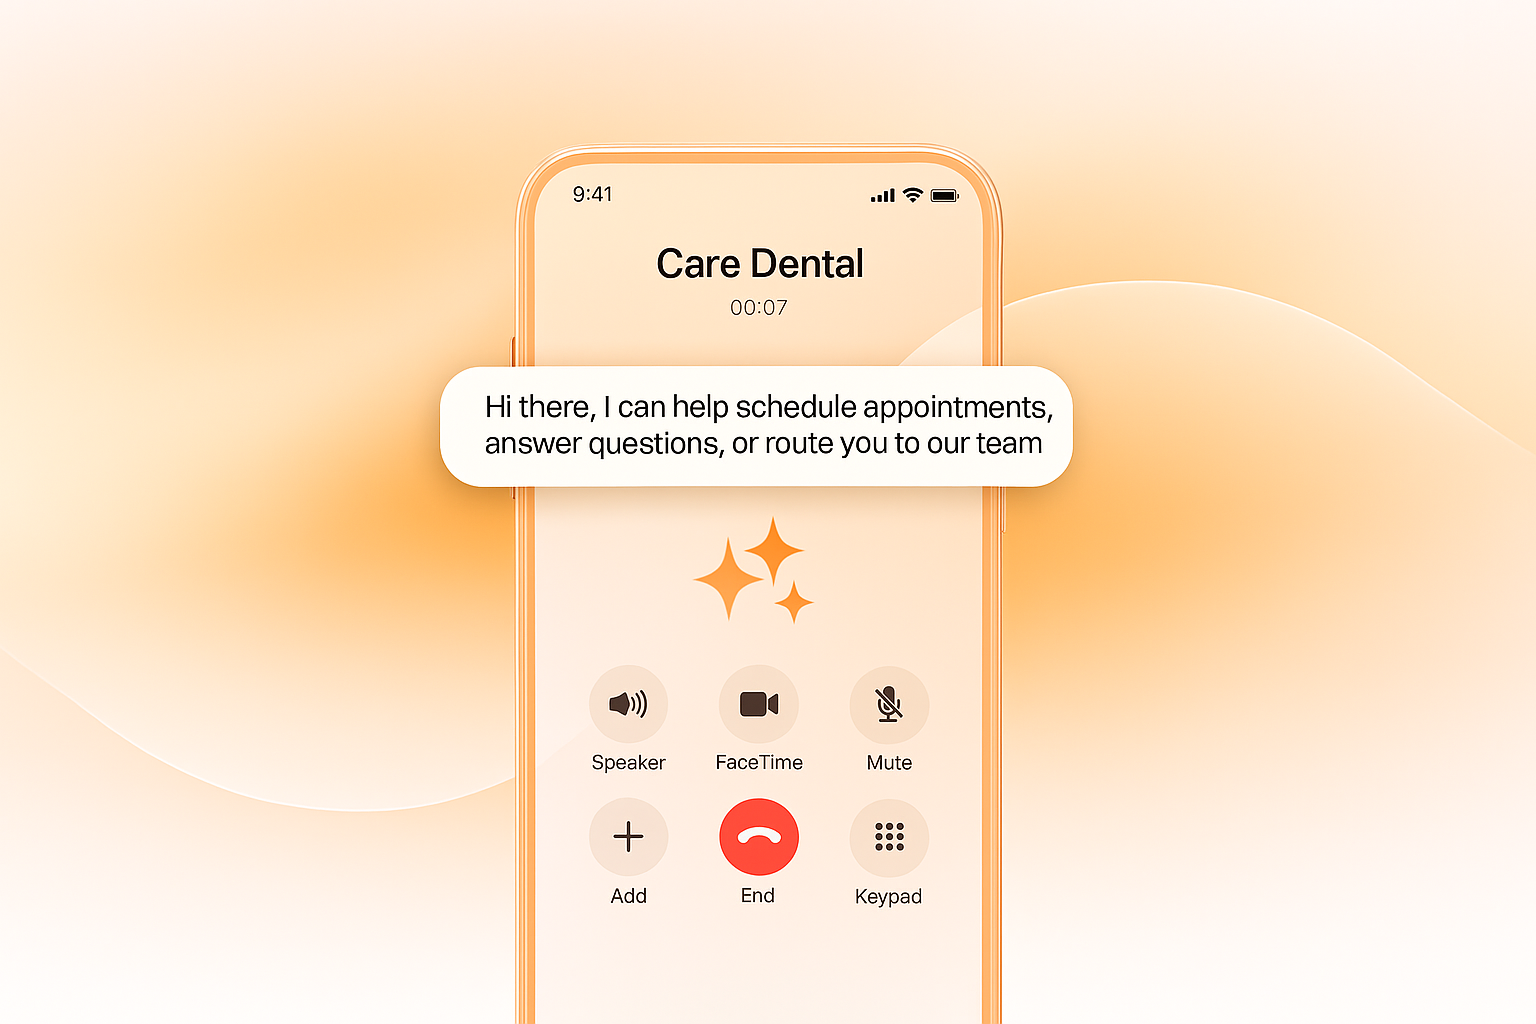 9:41
Care Dental
00:07
Hi there, I can help schedule appointments,
answer questions, or route you to our team
Speaker
FaceTime
Mute
Add
End
Keypad